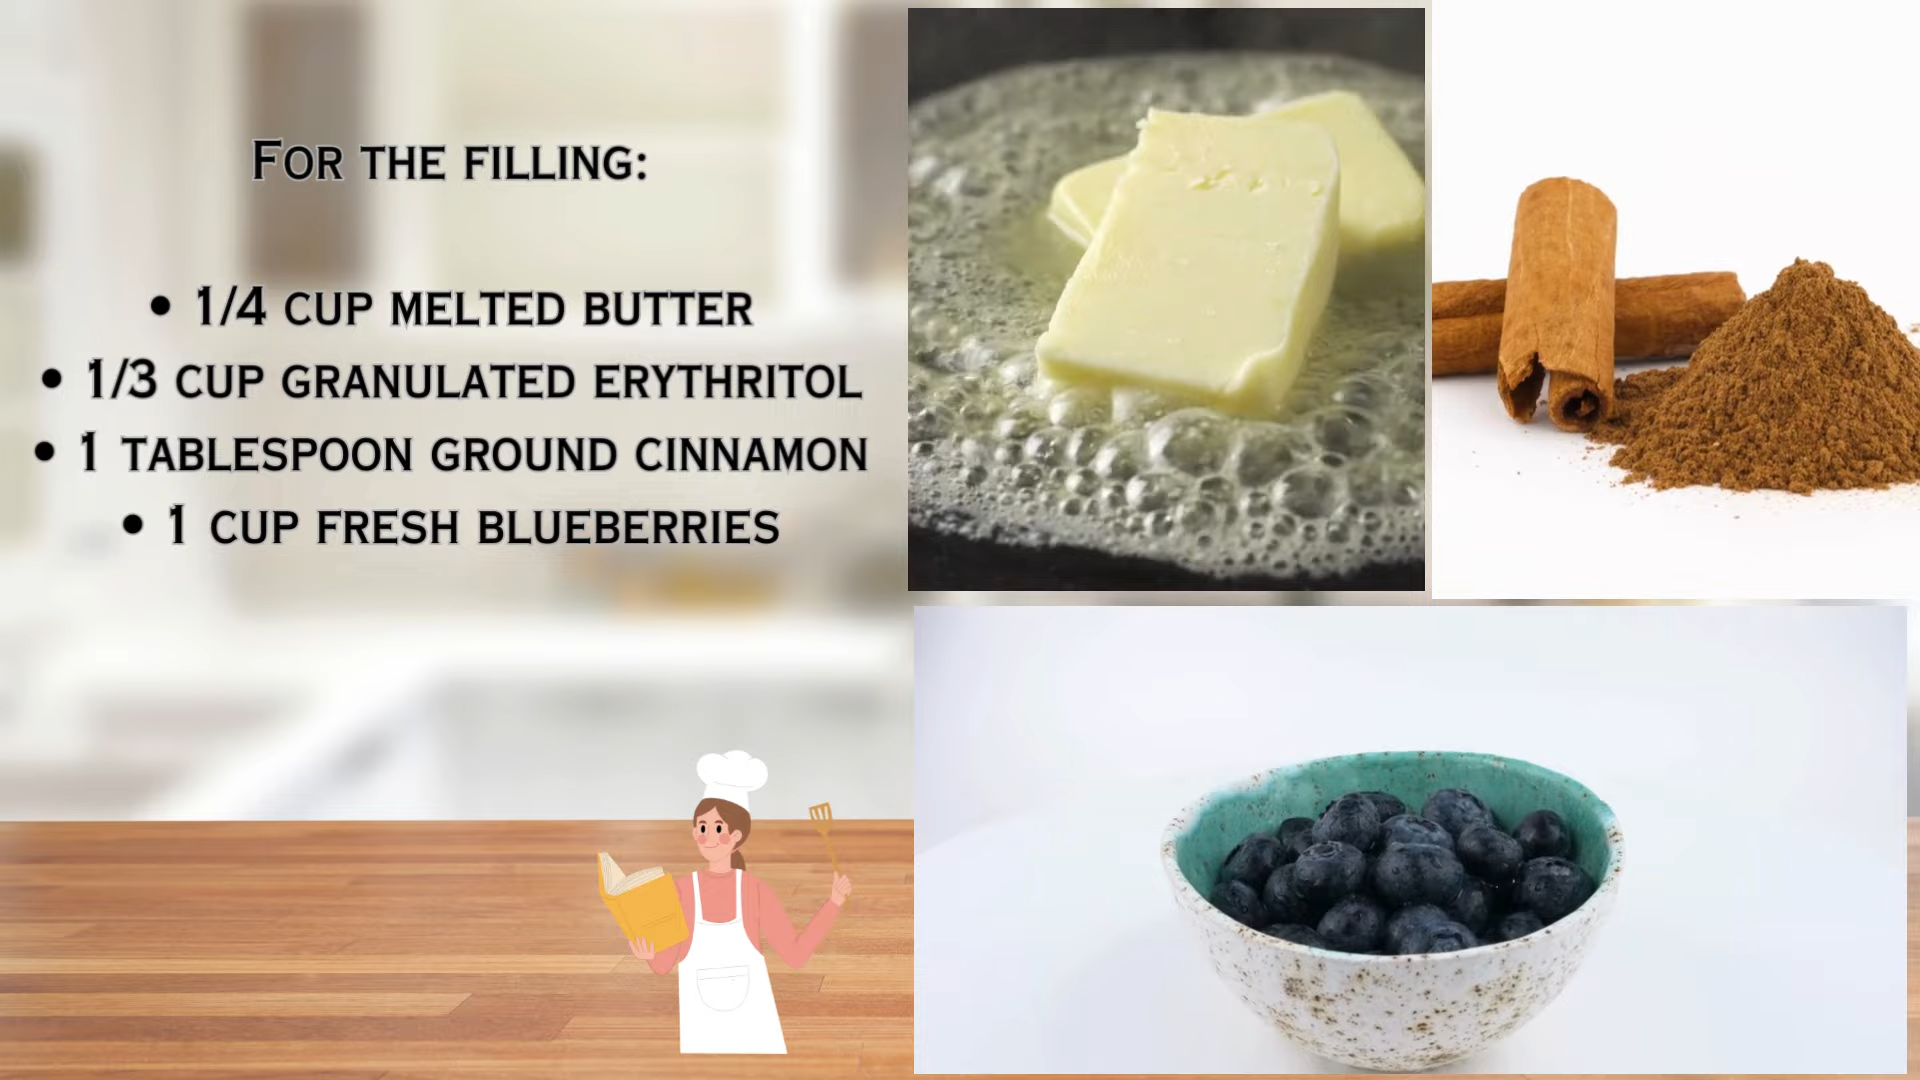 For the filling:
• 1/4 cup melted butter
• 1/3 cup granulated erythritol
• 1 tablespoon ground cinnamon
• 1 cup fresh blueberries